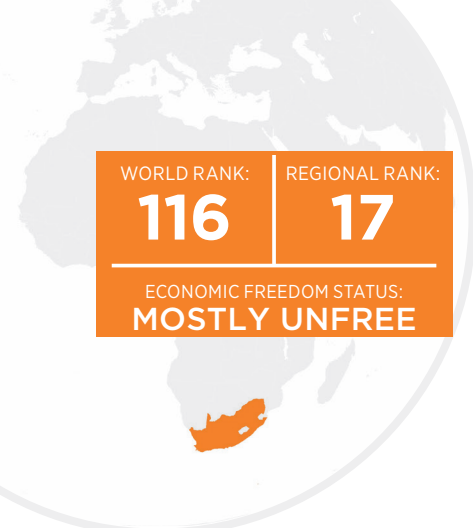 WORLD RANK:
116
REGIONAL RANK:
17
ECONOMIC FREEDOM STATUS:
MOSTLY UNFREE